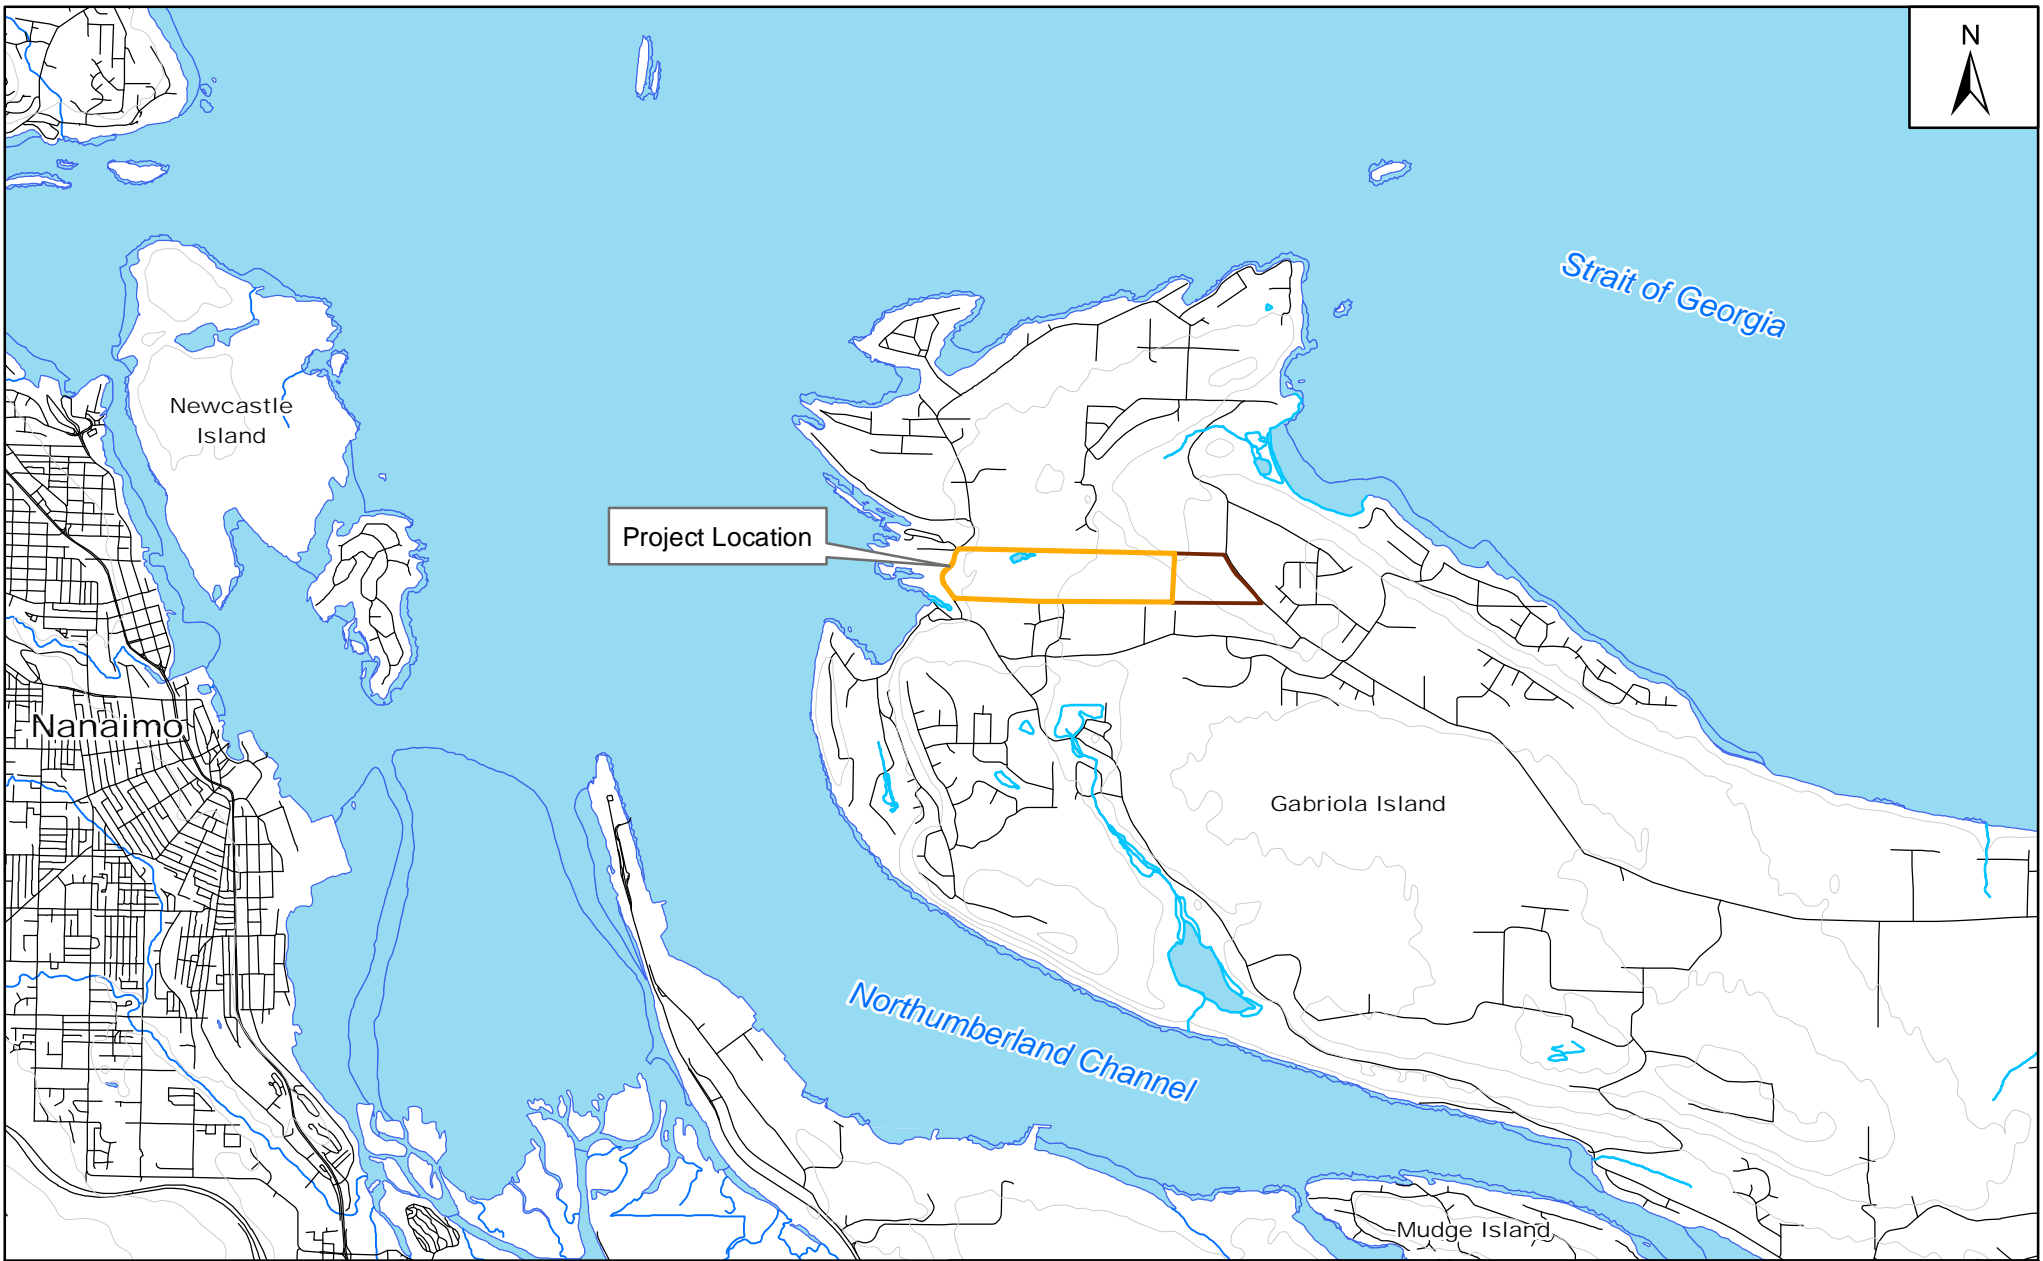 N
Strait of Georgia
Newcastle
Island
Project Location
Nanaimo
Gabriola Island
Northumberland Channel
Mudge Island